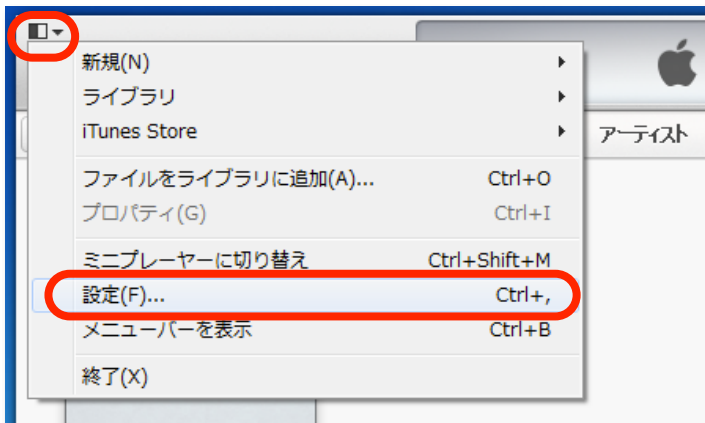 新規(N)
ライブラリ
iTunes Store
アーティスト
ファイルをライブラリに追加(A)... Ctrl+O
プロパティ(G) Ctrl+I
ミニプレーヤーに切り替え Ctrl+Shift+M
設定(F)... Ctrl+,
メニューバーを表示 Ctrl+B
終了(X)